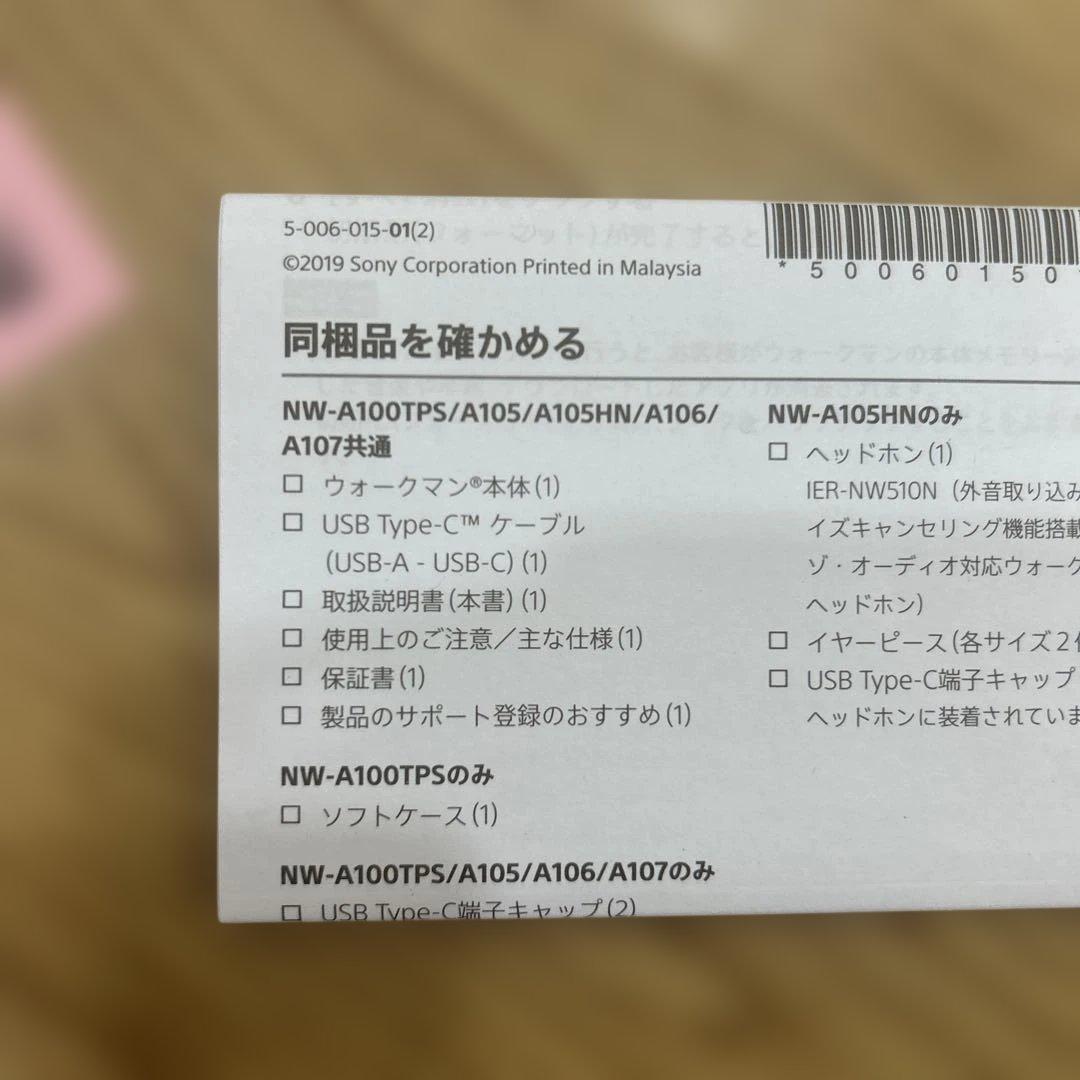 5-006-015-01(2)
©2019 Sony Corporation Printed in Malaysia
* 5 0 0 6 0 1 5 0
同梱品を確かめる
NW-A100TPS/A105/A105HN/A106/
A107共通
□ ウォークマン®本体(1)
□ USB Type-C™ ケーブル
(USB-A - USB-C) (1)
□ 取扱説明書(本書) (1)
□ 使用上のご注意／主な仕様(1)
□ 保証書(1)
□ 製品のサポート登録のおすすめ(1)
NW-A100TPSのみ
□ ソフトケース(1)
NW-A100TPS/A105/A106/A107のみ
□ USB Type-C端子キャップ(2)
NW-A105HNのみ
□ ヘッドホン(1)
IER-NW510N（外音取り込み
イズキャンセリング機能搭載
ゾ・オーディオ対応ウォーク
ヘッドホン）
□ イヤーピース(各サイズ2
□ USB Type-C端子キャップ
ヘッドホンに装着されていま